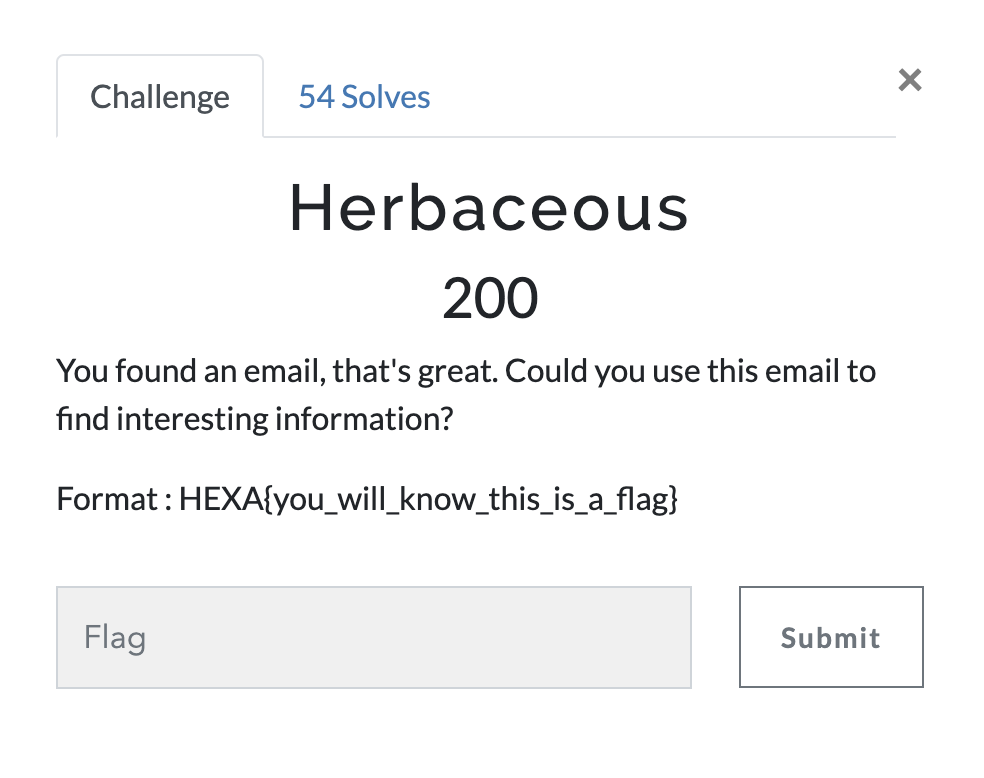 Challenge
54 Solves
×
Herbaceous
200
You found an email, that's great. Could you use this email to
find interesting information?
Format : HEXA{you_will_know_this_is_a_flag}
Flag
Submit